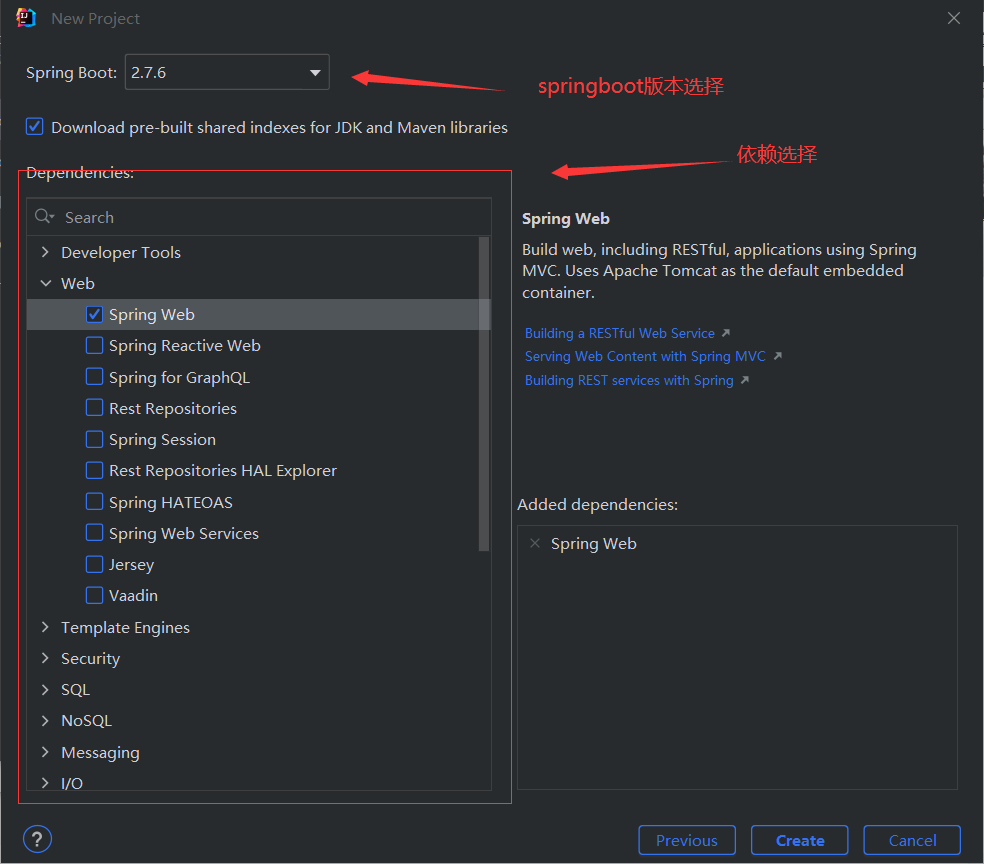 New Project
Spring Boot: 2.7.6
springboot版本选择
Download pre-built shared indexes for JDK and Maven libraries
依赖选择
Dependencies:
Search
Developer Tools
Web
Spring Web
Spring Reactive Web
Spring for GraphQL
Rest Repositories
Spring Session
Rest Repositories HAL Explorer
Spring HATEOAS
Spring Web Services
Jersey
Vaadin
Template Engines
Security
SQL
NoSQL
Messaging
I/O
Spring Web
Build web, including RESTful, applications using Spring
MVC. Uses Apache Tomcat as the default embedded
container.
Building a RESTful Web Service
Serving Web Content with Spring MVC
Building REST services with Spring
Added dependencies:
Spring Web
?
Previous
Create
Cancel